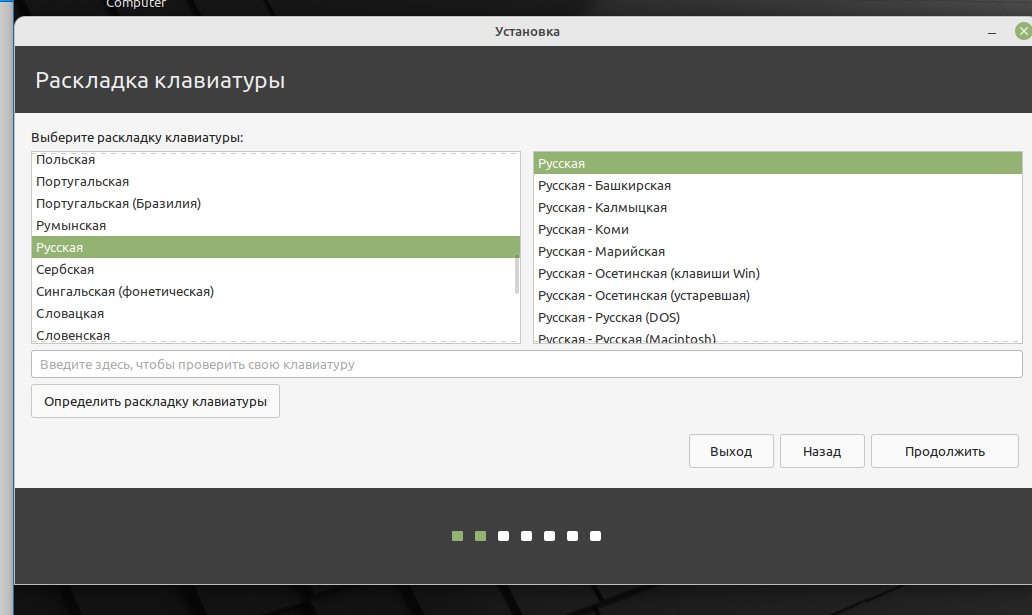 Computer
Установка
Раскладка клавиатуры
Выберите раскладку клавиатуры:
Польская
Португальская
Португальская (Бразилия)
Румынская
Русская
Сербская
Сингальская (фонетическая)
Словацкая
Словенская
Русская
Русская - Башкирская
Русская - Калмыцкая
Русская - Коми
Русская - Марийская
Русская - Осетинская (клавиши Win)
Русская - Осетинская (устаревшая)
Русская - Русская (DOS)
Русская - Русская (Macintosh)
Введите здесь, чтобы проверить свою клавиатуру
Определить раскладку клавиатуры
Выход
Назад
Продолжить